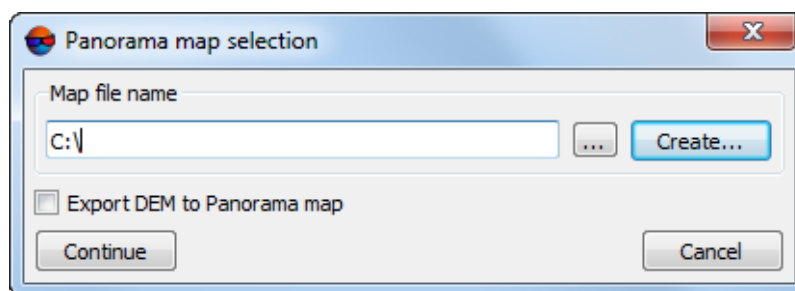 Panorama map selection
Map file name
C:\
... Create...
Export DEM to Panorama map
Continue Cancel